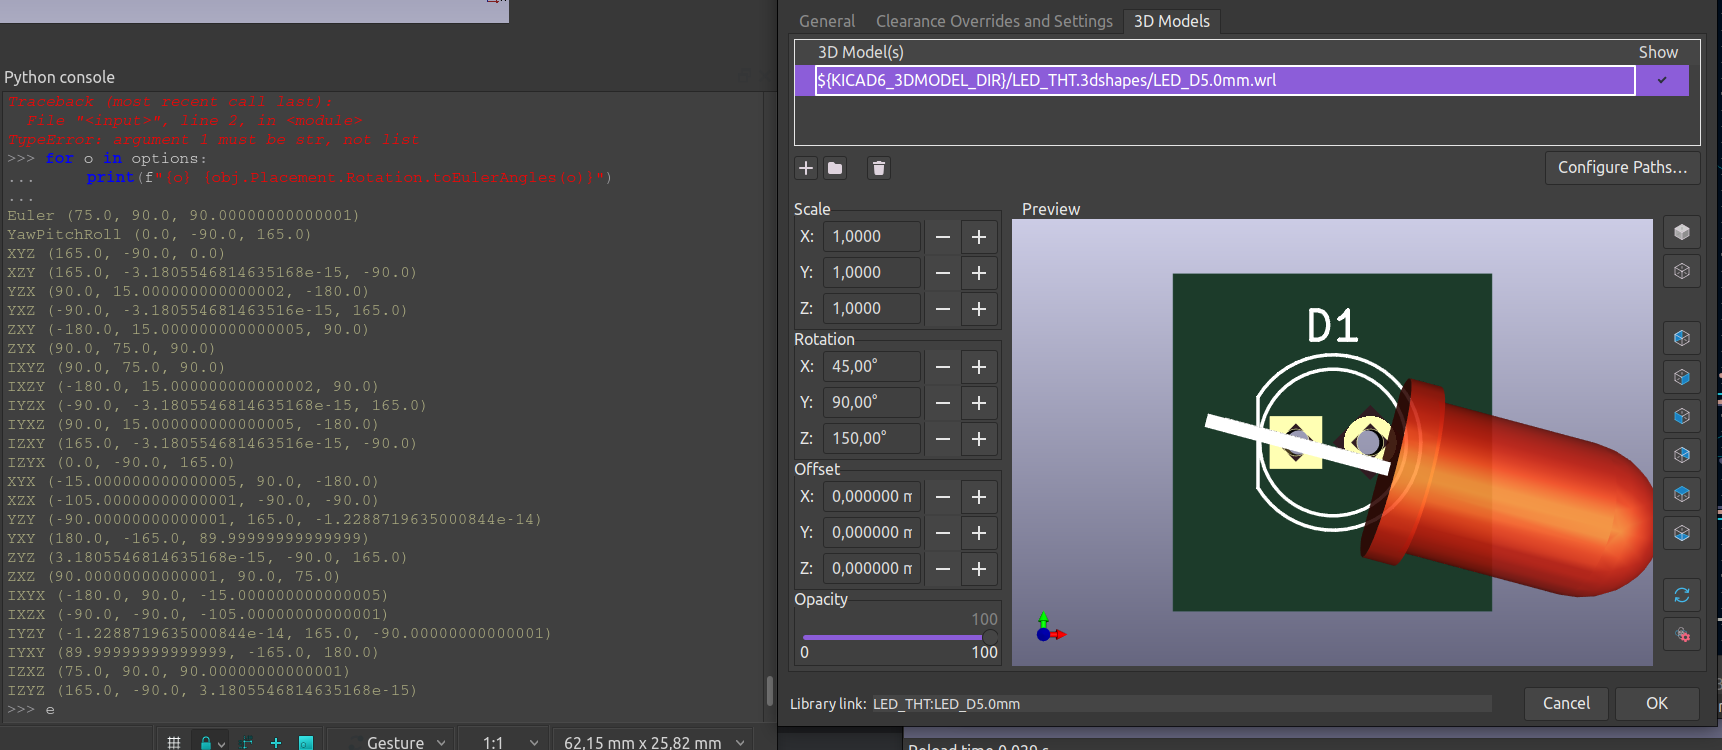 Python console
Traceback (most recent call last):
  File "<input>", line 2, in <module>
TypeError: argument 1 must be str, not list
>>> for o in options:
...     print(f"{o} {obj.Placement.Rotation.toEulerAngles(o)}")
...
Euler (75.0, 90.0, 90.00000000000001)
YawPitchRoll (0.0, -90.0, 165.0)
XYZ (165.0, -90.0, 0.0)
XZY (165.0, -3.1805546814635168e-15, -90.0)
YZX (90.0, 15.000000000000002, -180.0)
YXZ (-90.0, -3.1805546814635​16e-15, 165.0)
ZXY (-180.0, 15.000000000000005, 90.0)
ZYX (90.0, 75.0, 90.0)
IXYZ (90.0, 75.0, 90.0)
IXZY (-180.0, 15.000000000000002, 90.0)
IYZX (-90.0, -3.1805546814635168e-15, 165.0)
IYXZ (90.0, 15.000000000000005, -180.0)
IZXY (165.0, -3.180554681463516e-15, -90.0)
IZYX (0.0, -90.0, 165.0)
XYX (-15.000000000000005, 90.0, -180.0)
XZX (-105.00000000000001, -90.0, -90.0)
YZY (-90.00000000000001, 165.0, -1.2288719635000844e-14)
YXY (180.0, -165.0, 89.99999999999999)
ZYZ (3.1805546814635168e-15, -90.0, 165.0)
ZXZ (90.00000000000001, 90.0, 75.0)
IXYX (-180.0, 90.0, -15.000000000000005)
IXZX (-90.0, -90.0, -105.00000000000001)
IYZY (-1.2288719635000844e-14, 165.0, -90.00000000000001)
IYXY (89.99999999999999, -165.0, 180.0)
IZXZ (75.0, 90.0, 90.00000000000001)
IZYZ (165.0, -90.0, 3.1805546814635168e-15)
>>> e
Gesture
1:1
62,15 mm x 25,82 mm
General Clearance Overrides and Settings 3D Models
3D Model(s) Show
${KICAD6_3DMODEL_DIR}/LED_THT.3dshapes/LED_D5.0mm.wrl
Configure Paths...
Scale
X: 1,0000
Y: 1,0000
Z: 1,0000
Rotation
X: 45,00°
Y: 90,00°
Z: 150,00°
Offset
X: 0,000000
Y: 0,000000
Z: 0,000000
Opacity
100
0 100
Preview
D1
Library link: LED_THT:LED_D5.0mm
Cancel OK